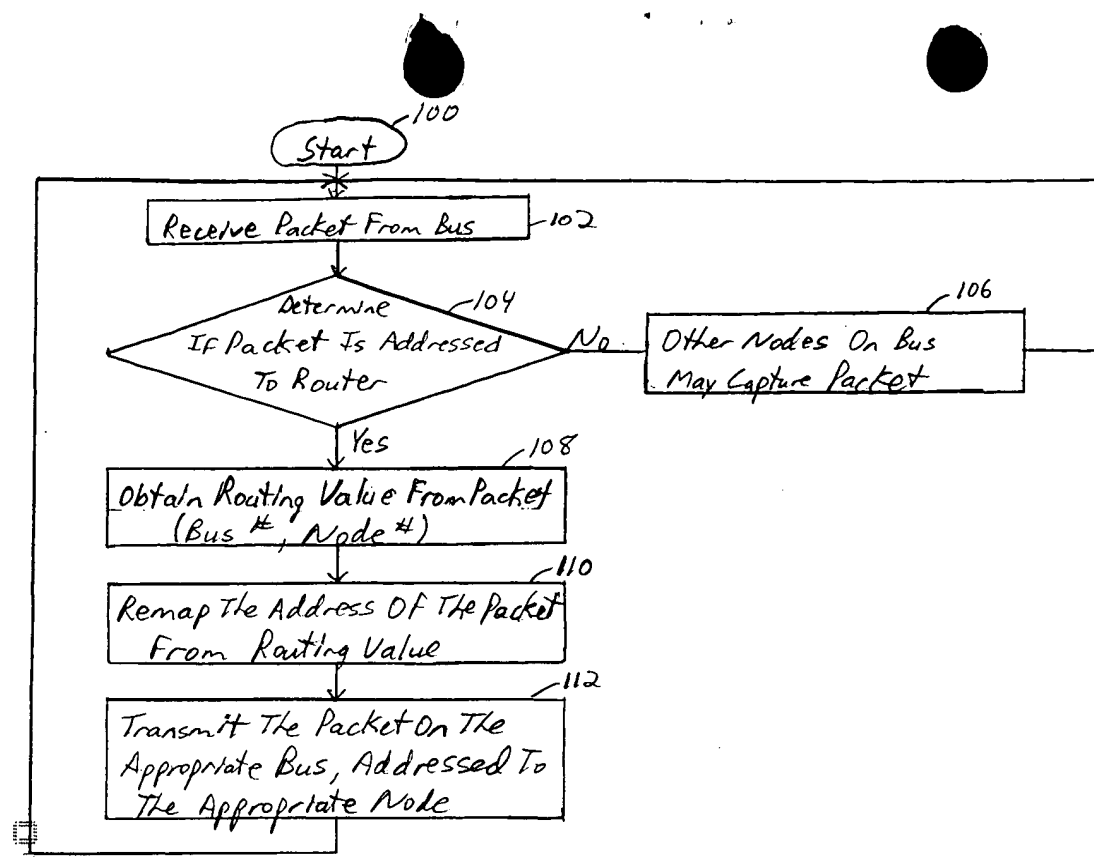 100
Start
Receive Packet From Bus
102
Determine
If Packet Is Addressed
To Router
104
No
106
Other Nodes On Bus
May Capture Packet
Yes
108
Obtain Routing Value From Packet
(Bus #, Node #)
110
Remap The Address Of The Packet
From Routing Value
112
Transmit The Packet On The
Appropriate Bus, Addressed To
The Appropriate Node